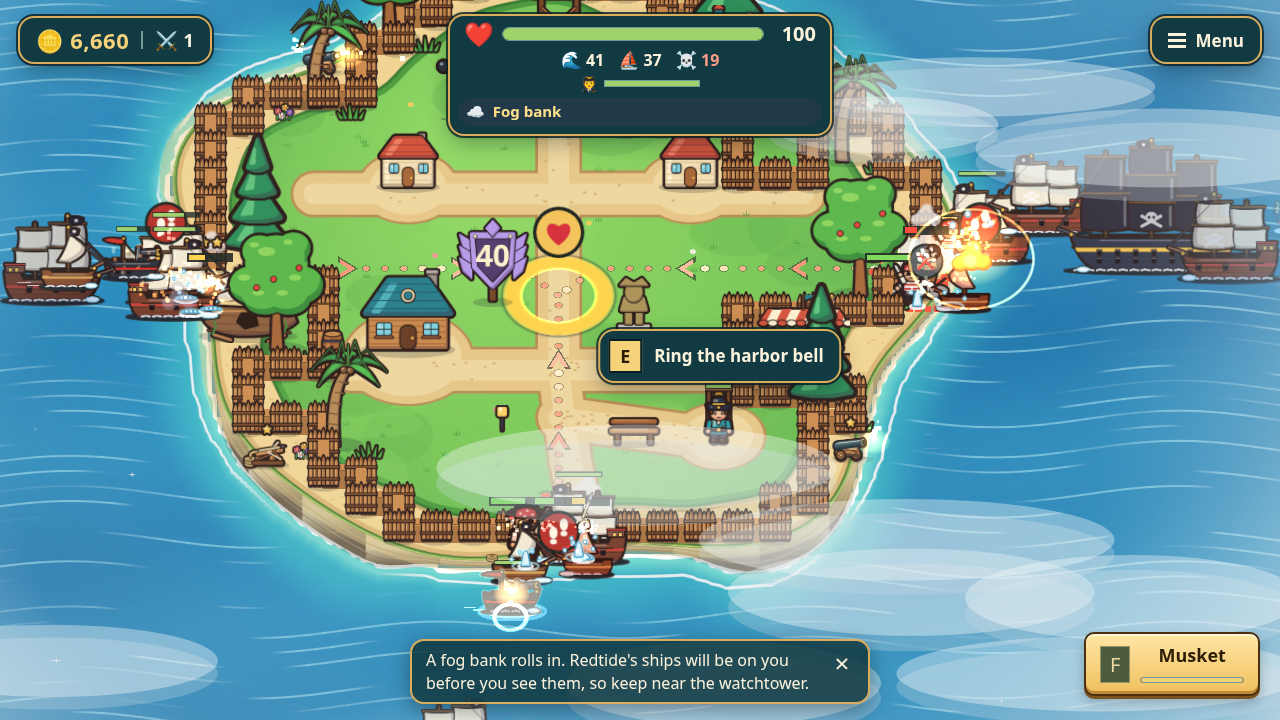 6,660
1
100
41
37
19
Fog bank
Menu
40
E
Ring the harbor bell
A fog bank rolls in. Redtide's ships will be on you
before you see them, so keep near the watchtower.
F
Musket